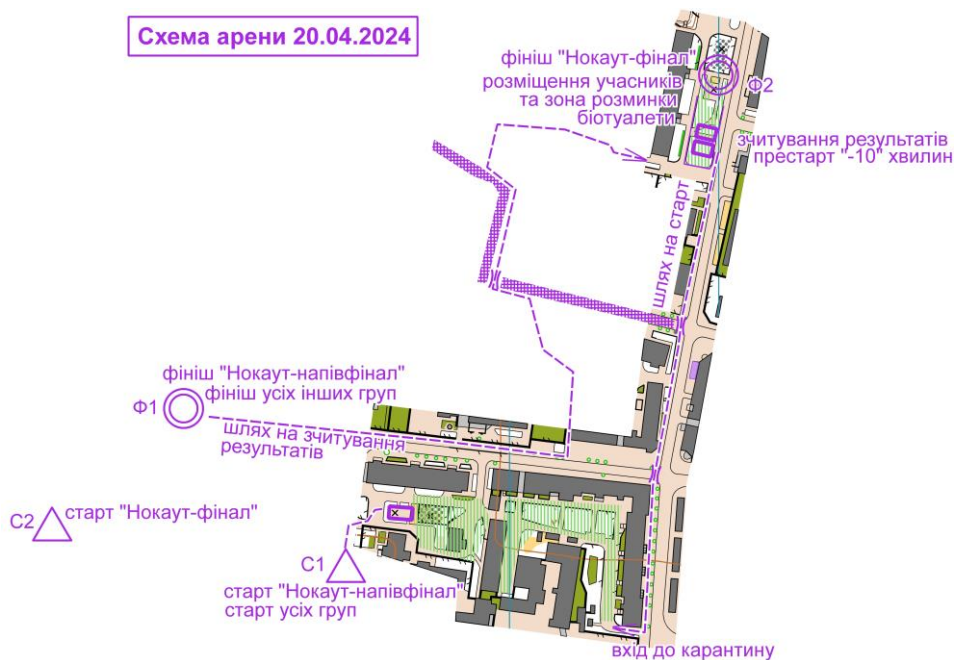 Схема арени 20.04.2024
фініш "Нокаут-фінал"
Ф2
розміщення учасників
та зона розминки
біотуалети
зчитування результатів
престарт "-10" хвилин
шлях на старт
фініш "Нокаут-напівфінал"
фініш усіх інших груп
Ф1
шлях на зчитування
результатів
С2
старт "Нокаут-фінал"
С1
старт "Нокаут-напівфінал"
старт усіх груп
вхід до карантину